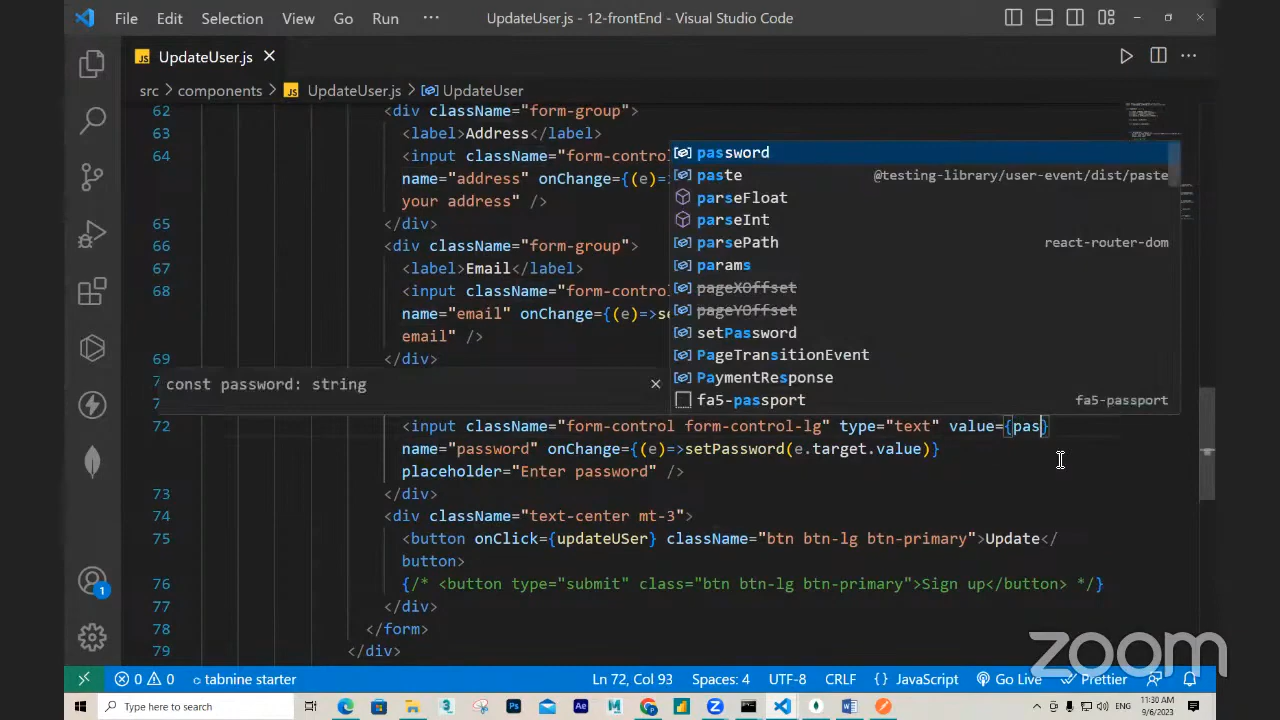 File Edit Selection View Go Run ··· UpdateUser.js - 12-frontEnd - Visual Studio Code
JS UpdateUser.js
src > components > JS UpdateUser.js > UpdateUser
62 <div className="form-group">
63 <label>Address</label>
64 <input className="form-control
name="address" onChange={(e)=>
your address" />
65 </div>
66 <div className="form-group">
67 <label>Email</label>
68 <input className="form-control
name="email" onChange={(e)=>se
email" />
69 </div>
password
paste @testing-library/user-event/dist/paste
parseFloat
parseInt
parsePath react-router-dom
params
pageXOffset
pageYOffset
setPassword
PageTransitionEvent
PaymentResponse
fa5-passport fa5-passport
const password: string
72 <input className="form-control form-control-lg" type="text" value={pas}
name="password" onChange={(e)=>setPassword(e.target.value)}
placeholder="Enter password" />
73 </div>
74 <div className="text-center mt-3">
75 <button onClick={updateUSer} className="btn btn-lg btn-primary">Update</
button>
76 {/* <button type="submit" class="btn btn-lg btn-primary">Sign up</button> */}
77 </div>
78 </form>
79 </div>
zoom
1
0 0 tabnine starter Ln 72, Col 93 Spaces: 4 UTF-8 CRLF {} JavaScript Go Live Prettier
Type here to search
11:30 AM
9/6/2023